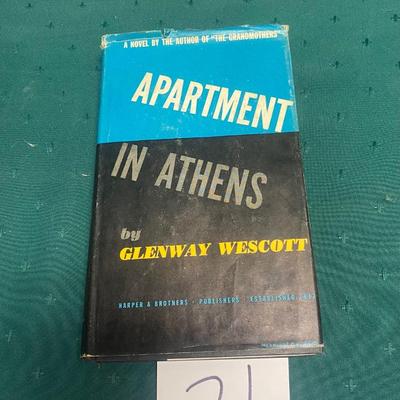 A NOVEL BY THE AUTHOR OF "THE GRANDMOTHERS"
APARTMENT
IN ATHENS
by
GLENWAY WESCOTT
HARPER & BROTHERS · PUBLISHERS · ESTABLISHED 1817
21